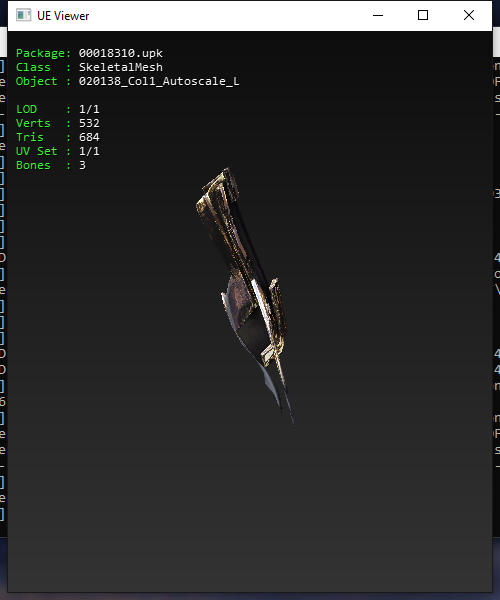 UE Viewer
Package: 00018310.upk
Class  : SkeletalMesh
Object : 020138_Col1_Autoscale_L
LOD    : 1/1
Verts  : 532
Tris   : 684
UV Set : 1/1
Bones  : 3